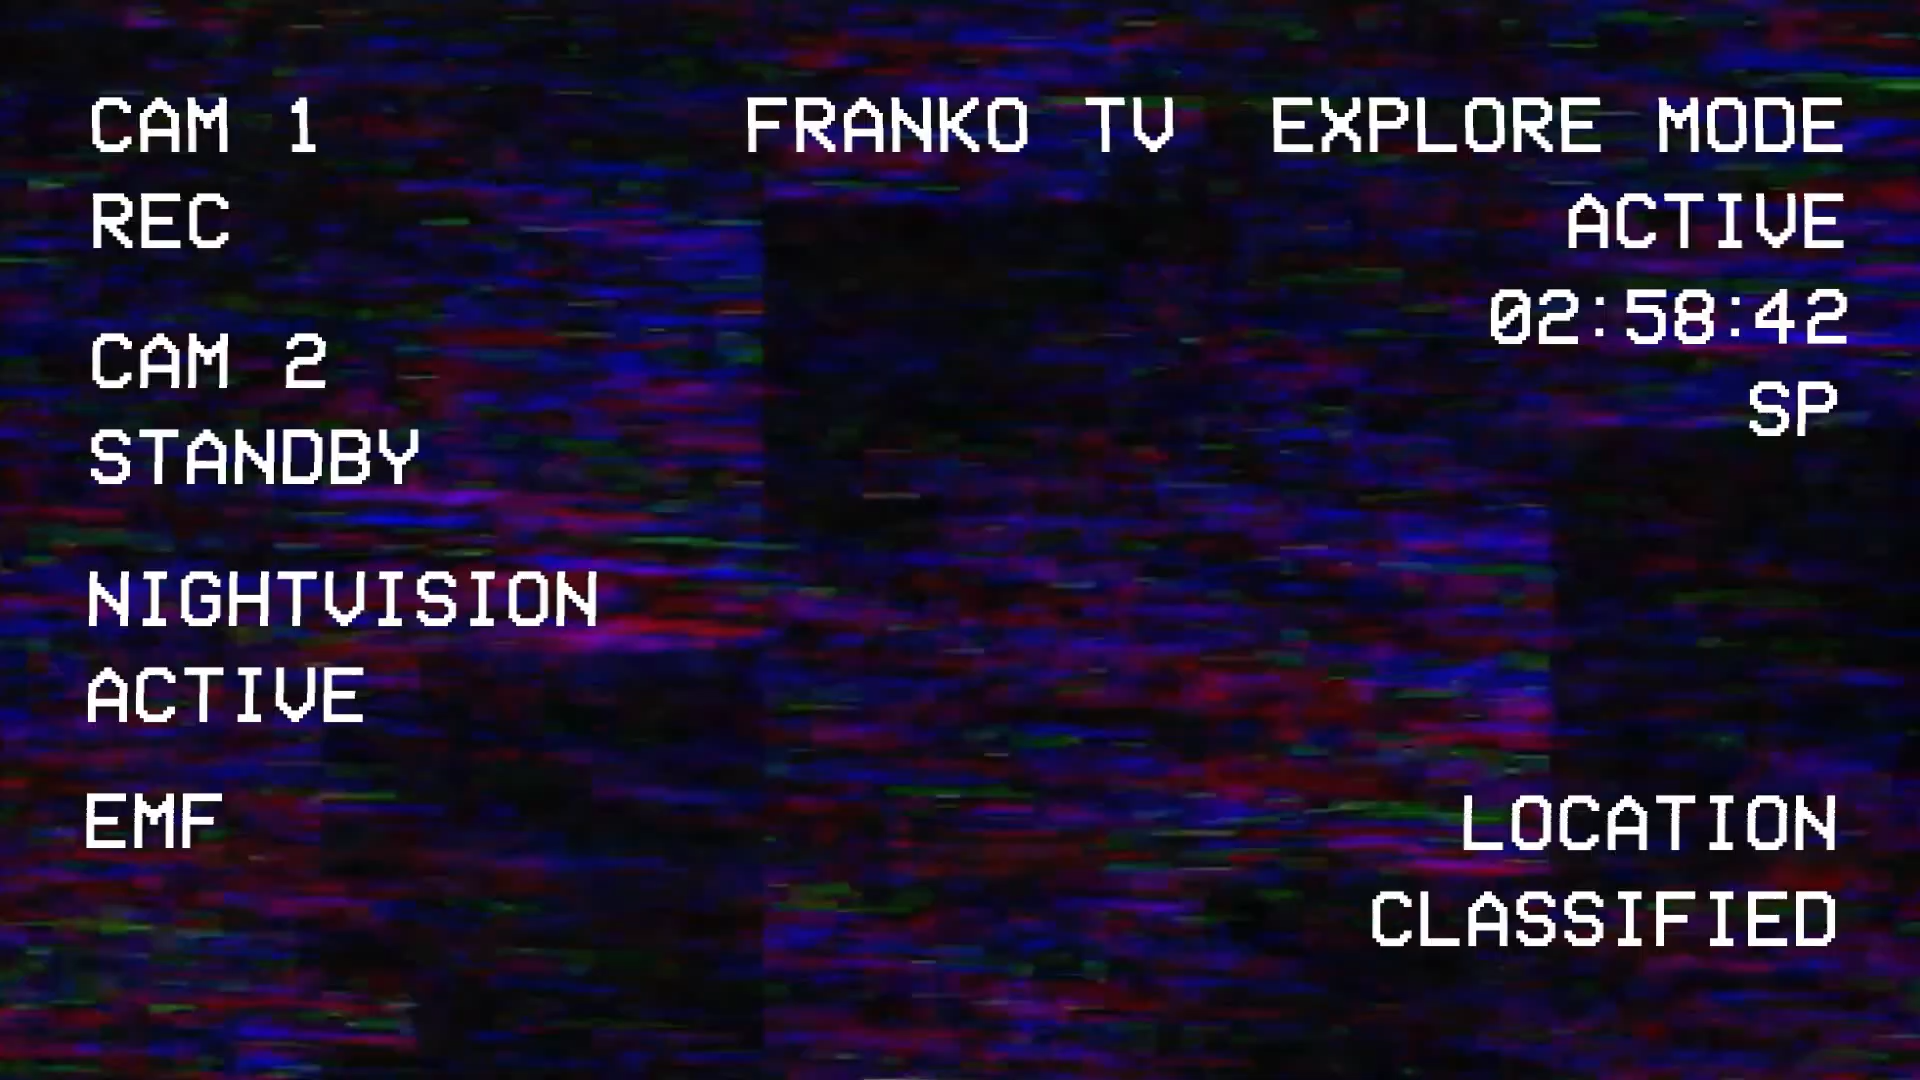 CAM 1
REC
CAM 2
STANDBY
NIGHTVISION
ACTIVE
EMF
FRANKO TV EXPLORE MODE
ACTIVE
02:58:42
SP
LOCATION
CLASSIFIED